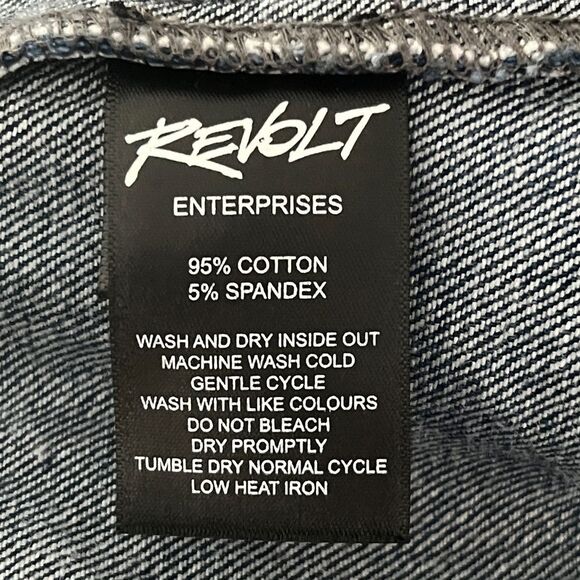 REVOLT
ENTERPRISES
95% COTTON
5% SPANDEX
WASH AND DRY INSIDE OUT
MACHINE WASH COLD
GENTLE CYCLE
WASH WITH LIKE COLOURS
DO NOT BLEACH
DRY PROMPTLY
TUMBLE DRY NORMAL CYCLE
LOW HEAT IRON